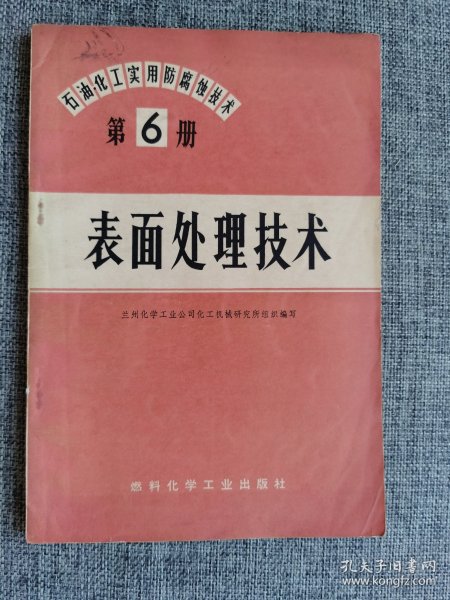 石油化工实用防腐蚀技术
第6册
表面处理技术
兰州化学工业公司化工机械研究所组织编写
燃料化学工业出版社
孔夫子旧书网
www.kongfz.com